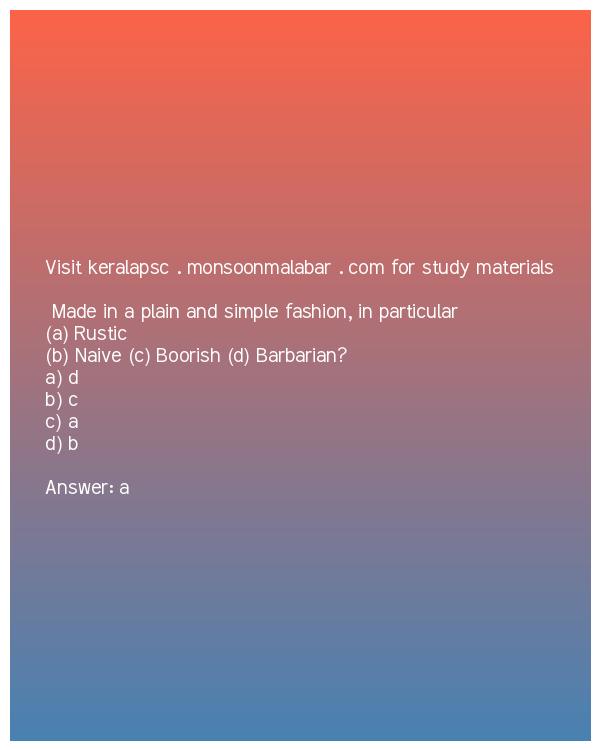 Visit keralapsc . monsoonmalabar . com for study materials
Made in a plain and simple fashion, in particular
(a) Rustic
(b) Naive (c) Boorish (d) Barbarian?
a) d
b) c
c) a
d) b
Answer: a